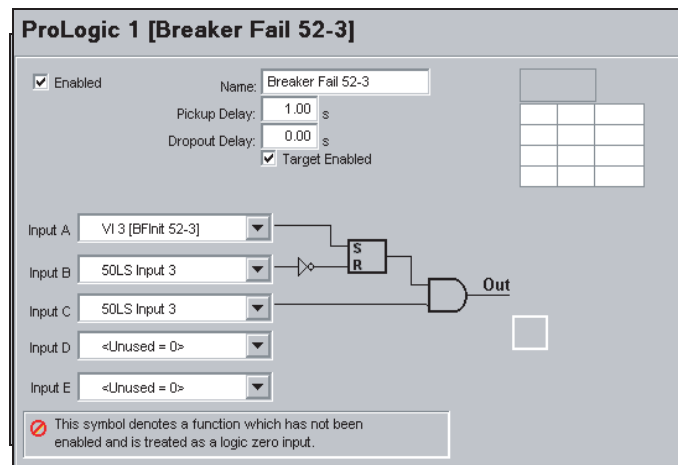 ProLogic 1 [Breaker Fail 52-3]
Enabled
Name: Breaker Fail 52-3
Pickup Delay: 1.00 s
Dropout Delay: 0.00 s
Target Enabled
Input A VI 3 [BFInit 52-3]
S
Input B 50LS Input 3
R
Out
Input C 50LS Input 3
Input D <Unused = 0>
Input E <Unused = 0>
This symbol denotes a function which has not been
enabled and is treated as a logic zero input.